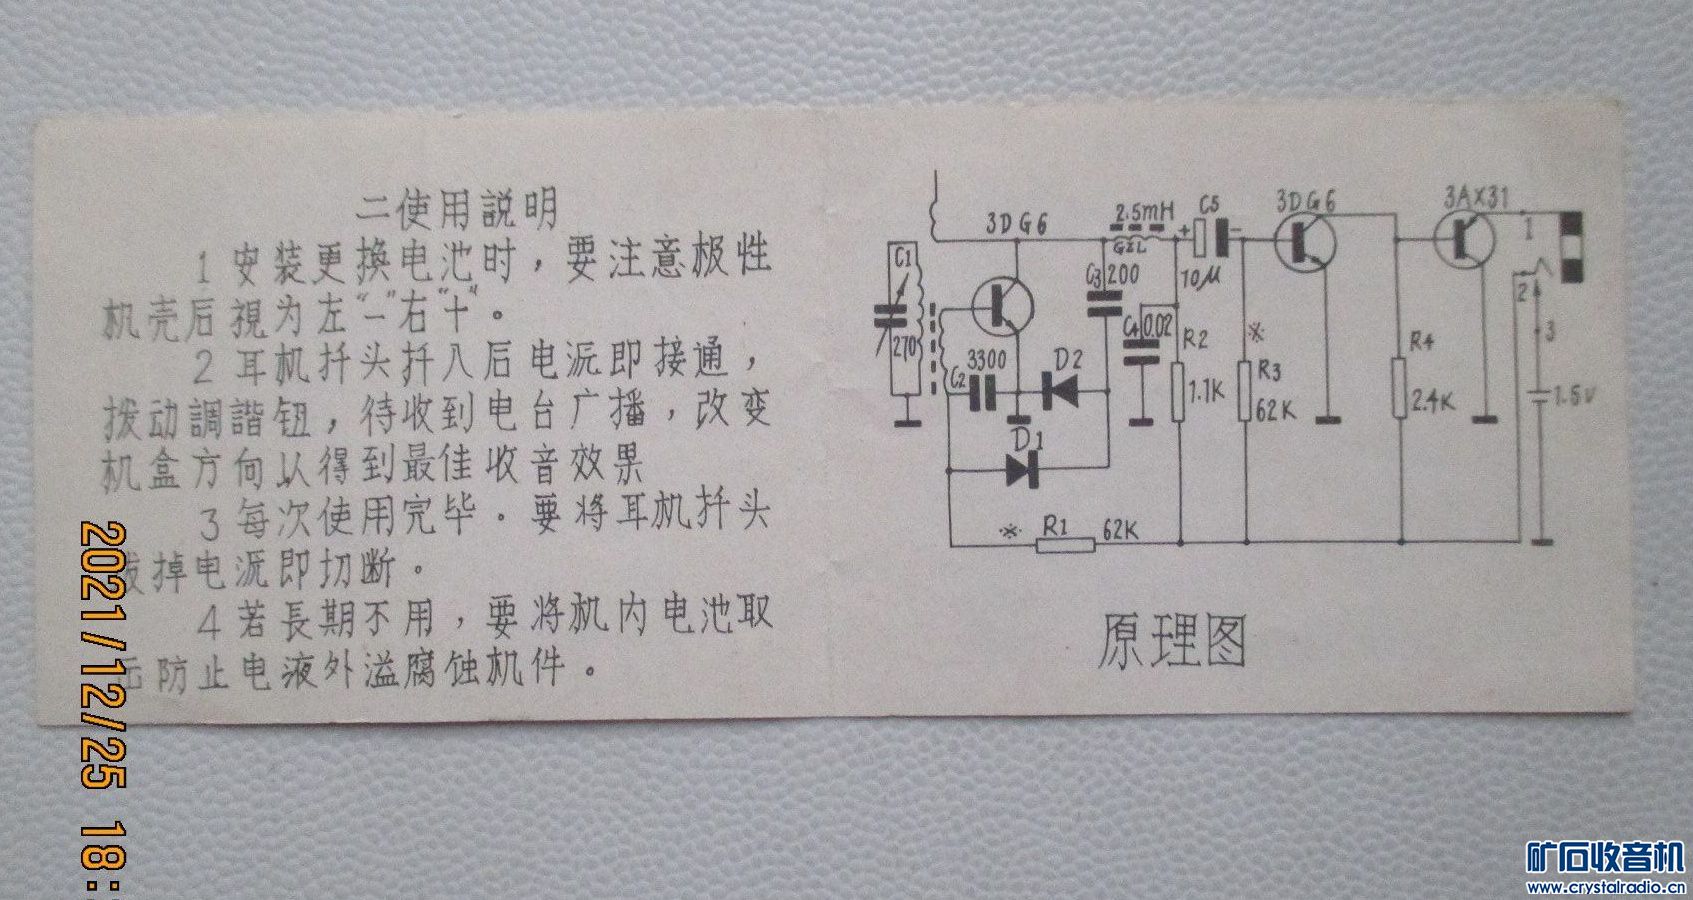 二使用説明
1 安装更换电池时，要注意极性
机壳后視为左"-"右"+"。
2 耳机扦头扦入后电派即接通，
拨动調諧钮，待收到电台广播，改变
机盒方向以得到最佳收音效果
3 每次使用完毕．要将耳机扦头
拔掉电派即切断。
4 若長期不用，要将机内电池取
防止电液外溢腐蚀机件。
3DG6
2.5mH
GZL
C5
10μ
3DG6
3AX31
C1
270
C2
3300
C3
200
C4
0.02
D2
D1
R1
62K
R2
1.1K
※
R3
62K
R4
2.4K
1
2
3
1.5V
+
-
※
原理图
2021/12/25 18:
矿石收音机
www.crystalradio.cn